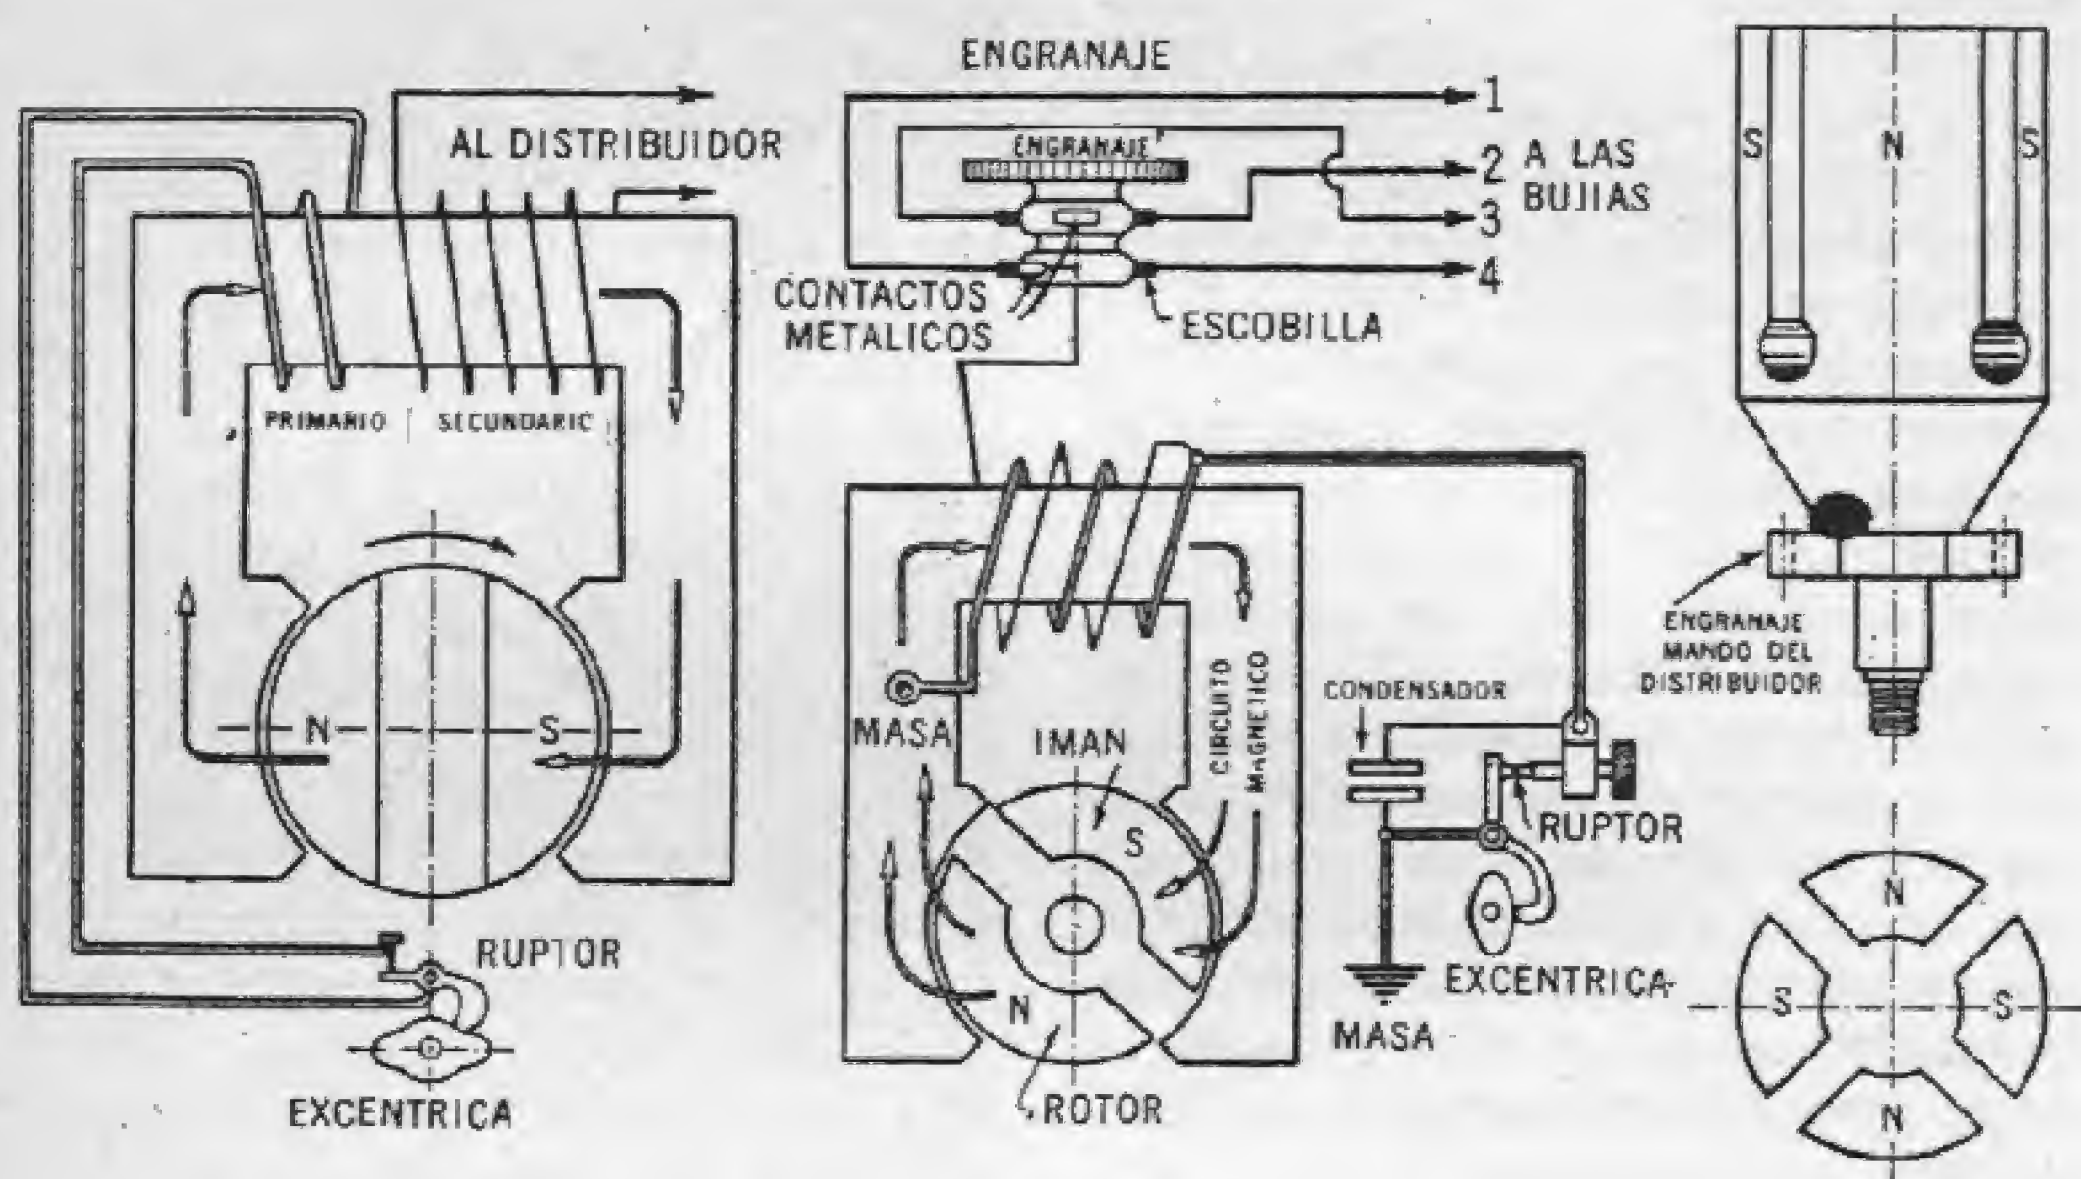 AL DISTRIBUIDOR
PRIMARIO
SECUNDARIC
N
S
RUPTOR
EXCENTRICA
ENGRANAJE
1
ENGRANAJE
2
A LAS
BUJIAS
3
4
CONTACTOS
METALICOS
ESCOBILLA
MASA
IMAN
CIRCUITO
MAGNETICO
S
N
ROTOR
CONDENSADOR
RUPTOR
EXCENTRICA
MASA
S
N
S
ENGRANAJE
MANDO DEL
DISTRIBUIDOR
N
S
S
N